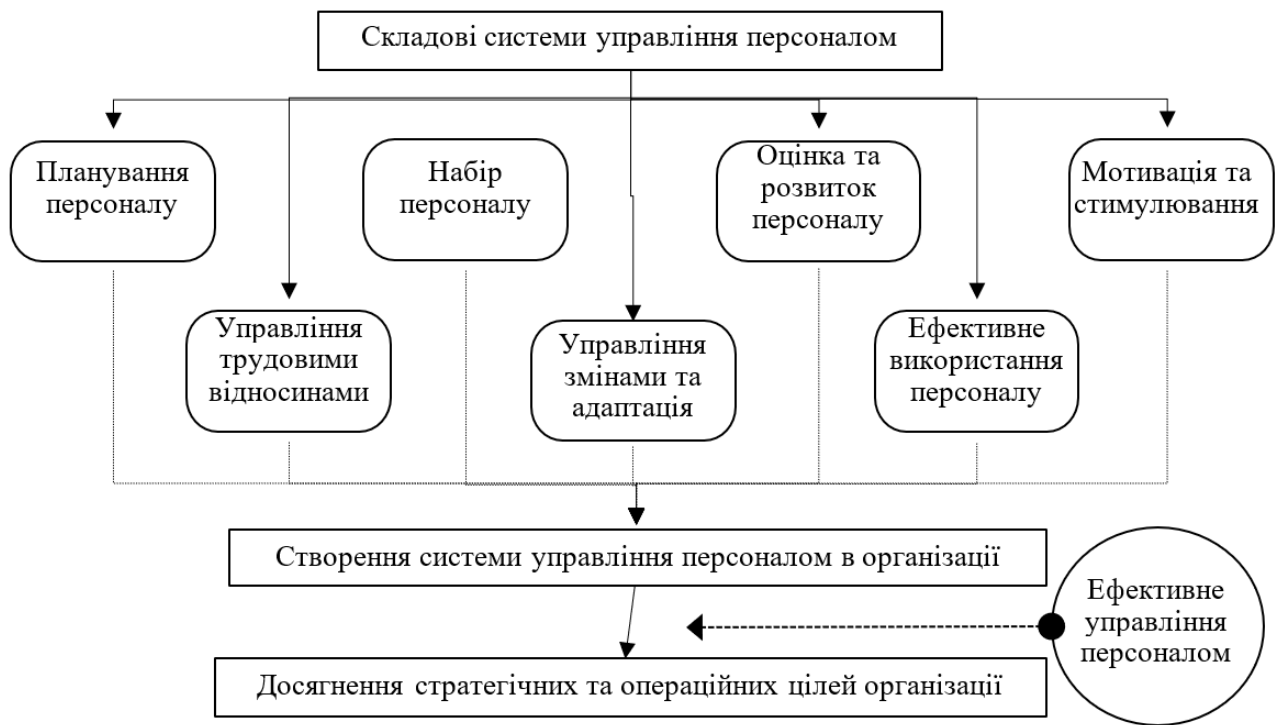 Складові системи управління персоналом
Планування
персоналу
Набір
персоналу
Оцінка та
розвиток
персоналу
Мотивація та
стимулювання
Управління
трудовими
відносинами
Управління
змінами та
адаптація
Ефективне
використання
персоналу
Створення системи управління персоналом в організації
Ефективне
управління
персоналом
Досягнення стратегічних та операційних цілей організації